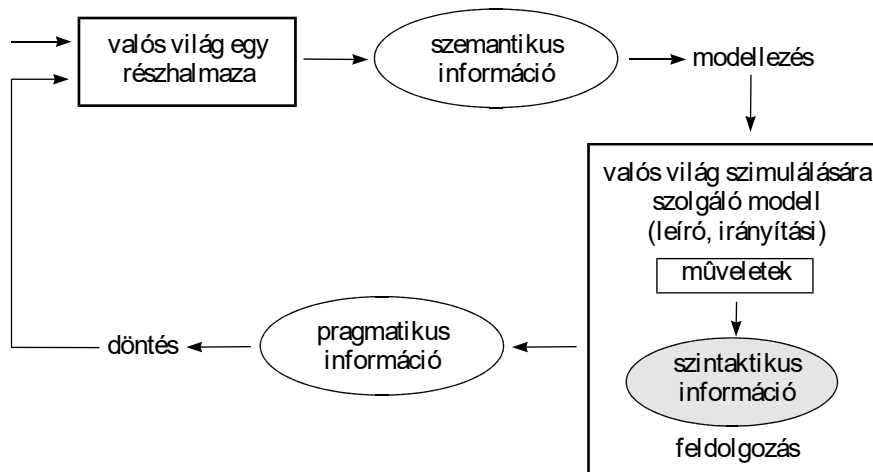 valós világ egy
részhalmaza
szemantikus
információ
modellezés
valós világ szimulálására
szolgáló modell
(leíró, irányítási)
mûveletek
szintaktikus
információ
feldolgozás
pragmatikus
információ
döntés